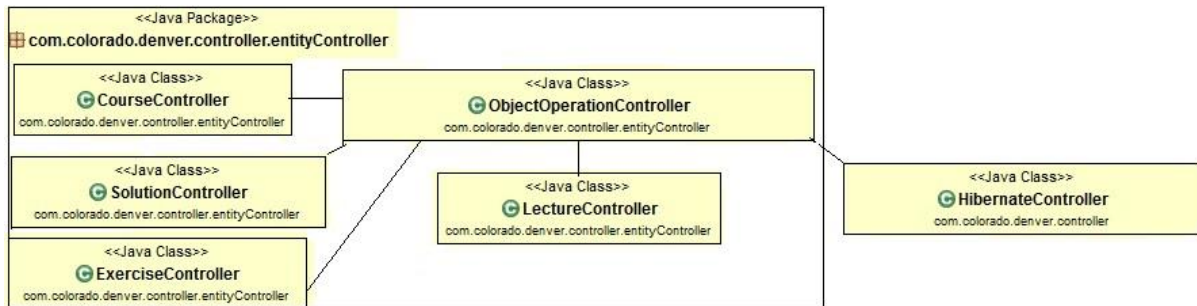 <<Java Package>>
com.colorado.denver.controller.entityController
<<Java Class>>
CourseController
com.colorado.denver.controller.entityController
<<Java Class>>
ObjectOperationController
com.colorado.denver.controller.entityController
<<Java Class>>
SolutionController
com.colorado.denver.controller.entityController
<<Java Class>>
LectureController
com.colorado.denver.controller.entityController
<<Java Class>>
HibernateController
com.colorado.denver.controller
<<Java Class>>
ExerciseController
com.colorado.denver.controller.entityController